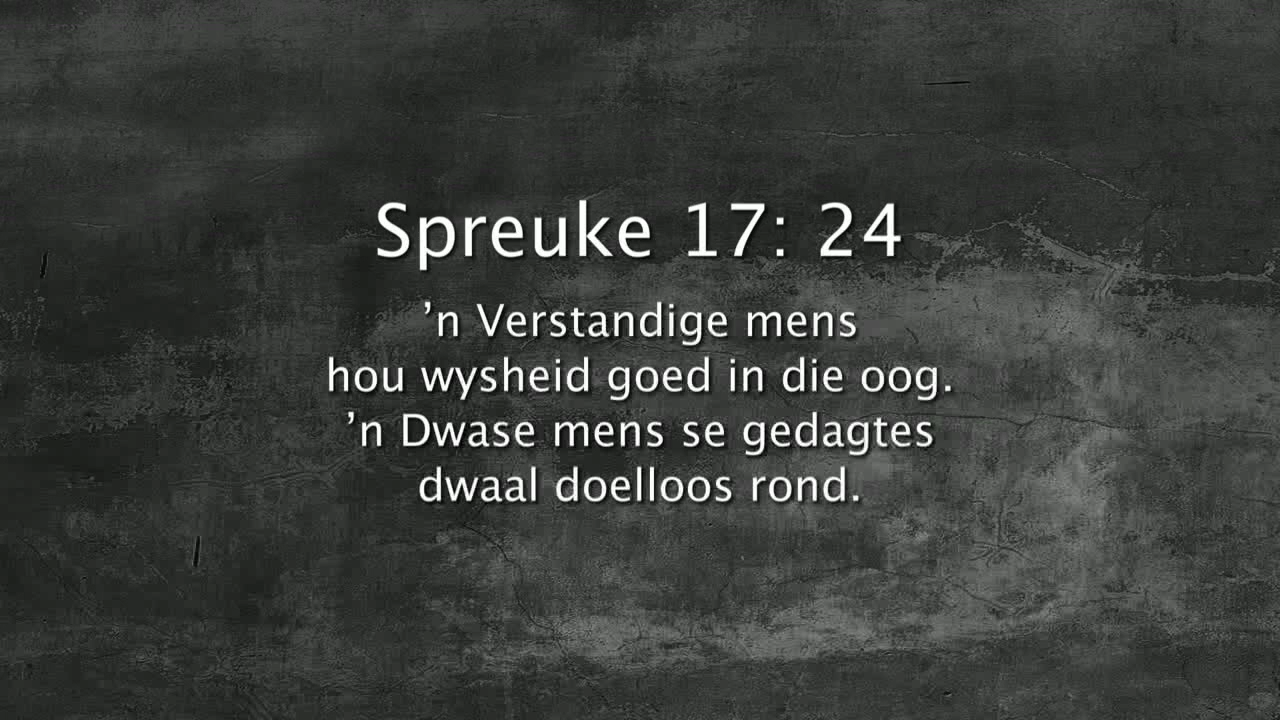 Spreuke 17: 24
’n Verstandige mens
hou wysheid goed in die oog.
’n Dwase mens se gedagtes
dwaal doelloos rond.